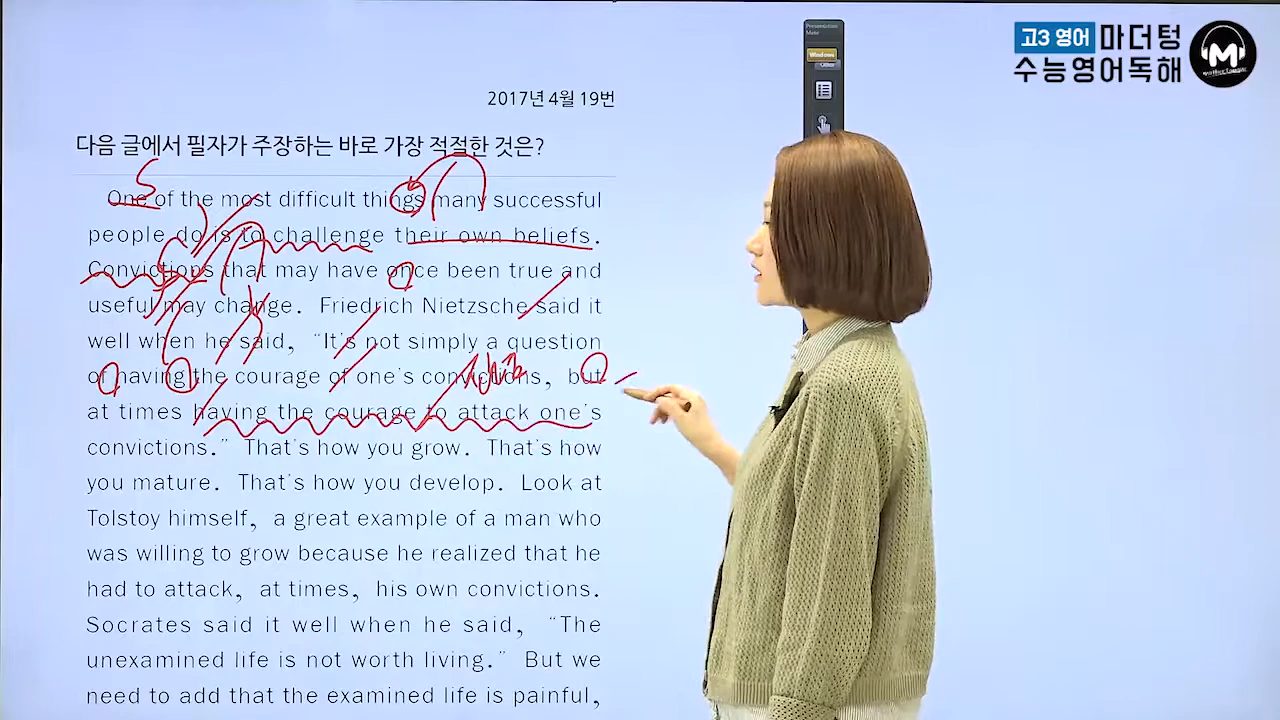 Presentation
Menu
Windows
Other
고3 영어 마더텅
수능영어독해
M
mother tongue
2017년 4월 19번
다음 글에서 필자가 주장하는 바로 가장 적절한 것은?
S
One of the most difficult things many successful
people do is to challenge their own beliefs.
Convictions that may have once been true and
useful may change. Friedrich Nietzsche said it
well when he said, “It's not simply a question
of having the courage of one's convictions, but
at times having the courage to attack one's
convictions.” That's how you grow. That's how
you mature. That's how you develop. Look at
Tolstoy himself, a great example of a man who
was willing to grow because he realized that he
had to attack, at times, his own convictions.
Socrates said it well when he said, “The
unexamined life is not worth living.” But we
need to add that the examined life is painful,